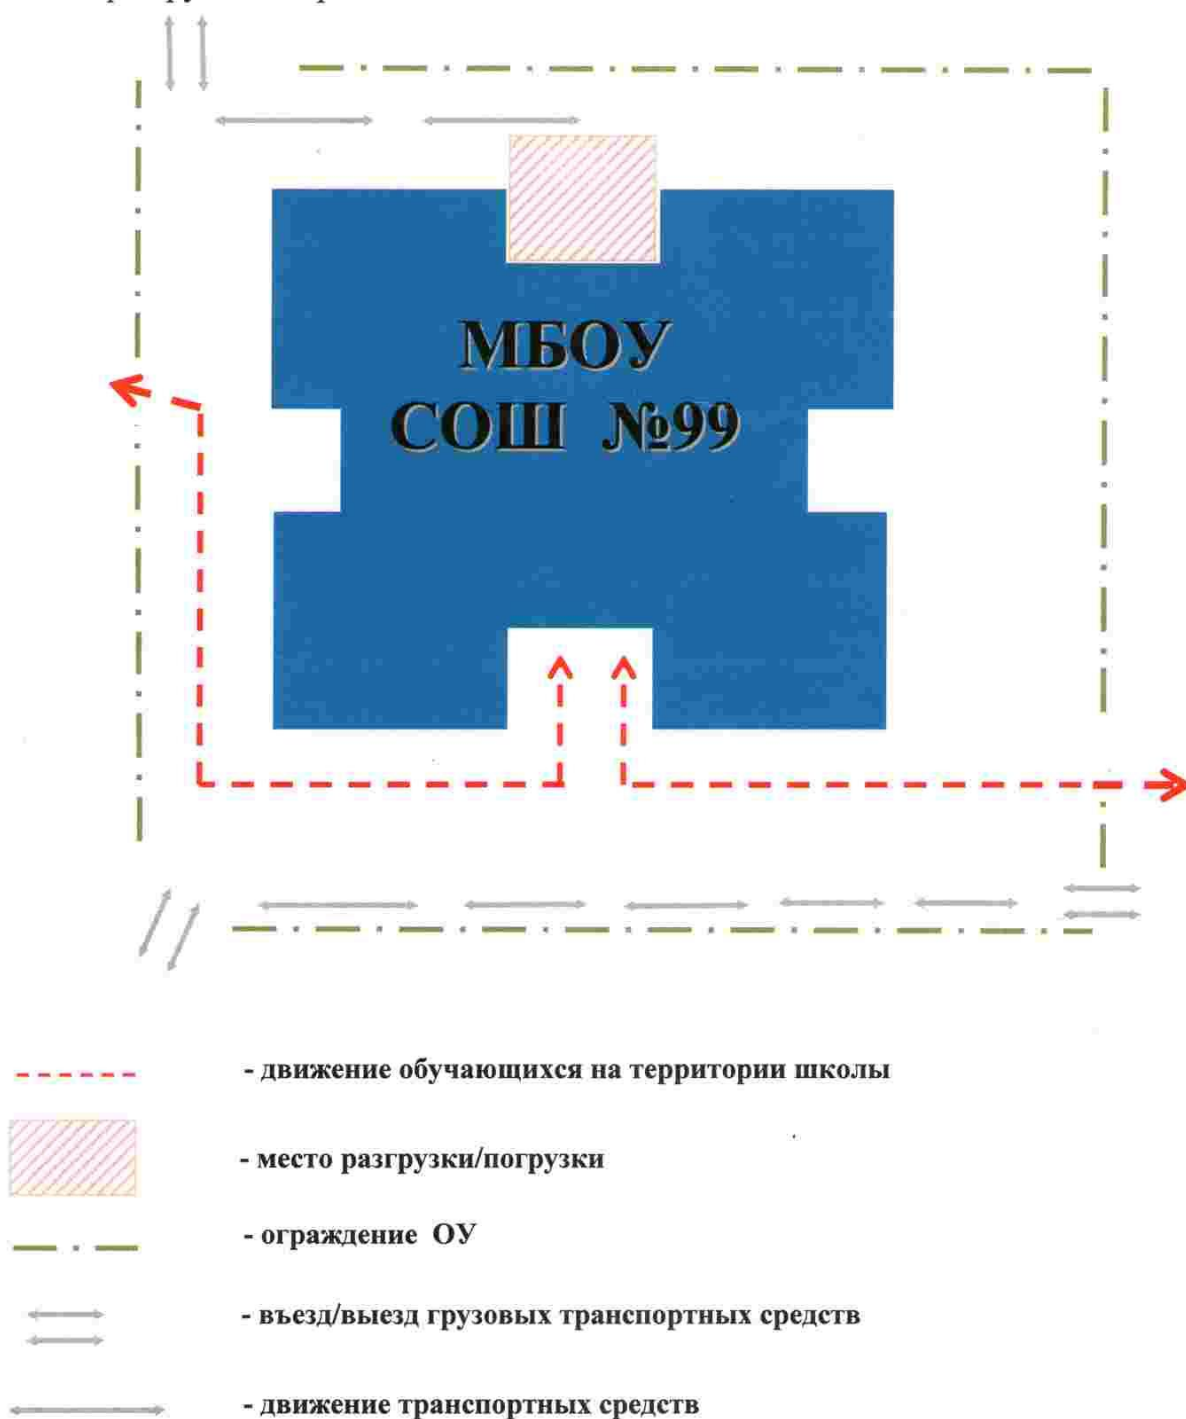 МБОУ
СОШ №99
- движение обучающихся на территории школы
- место разгрузки/погрузки
- ограждение ОУ
- въезд/выезд грузовых транспортных средств
- движение транспортных средств